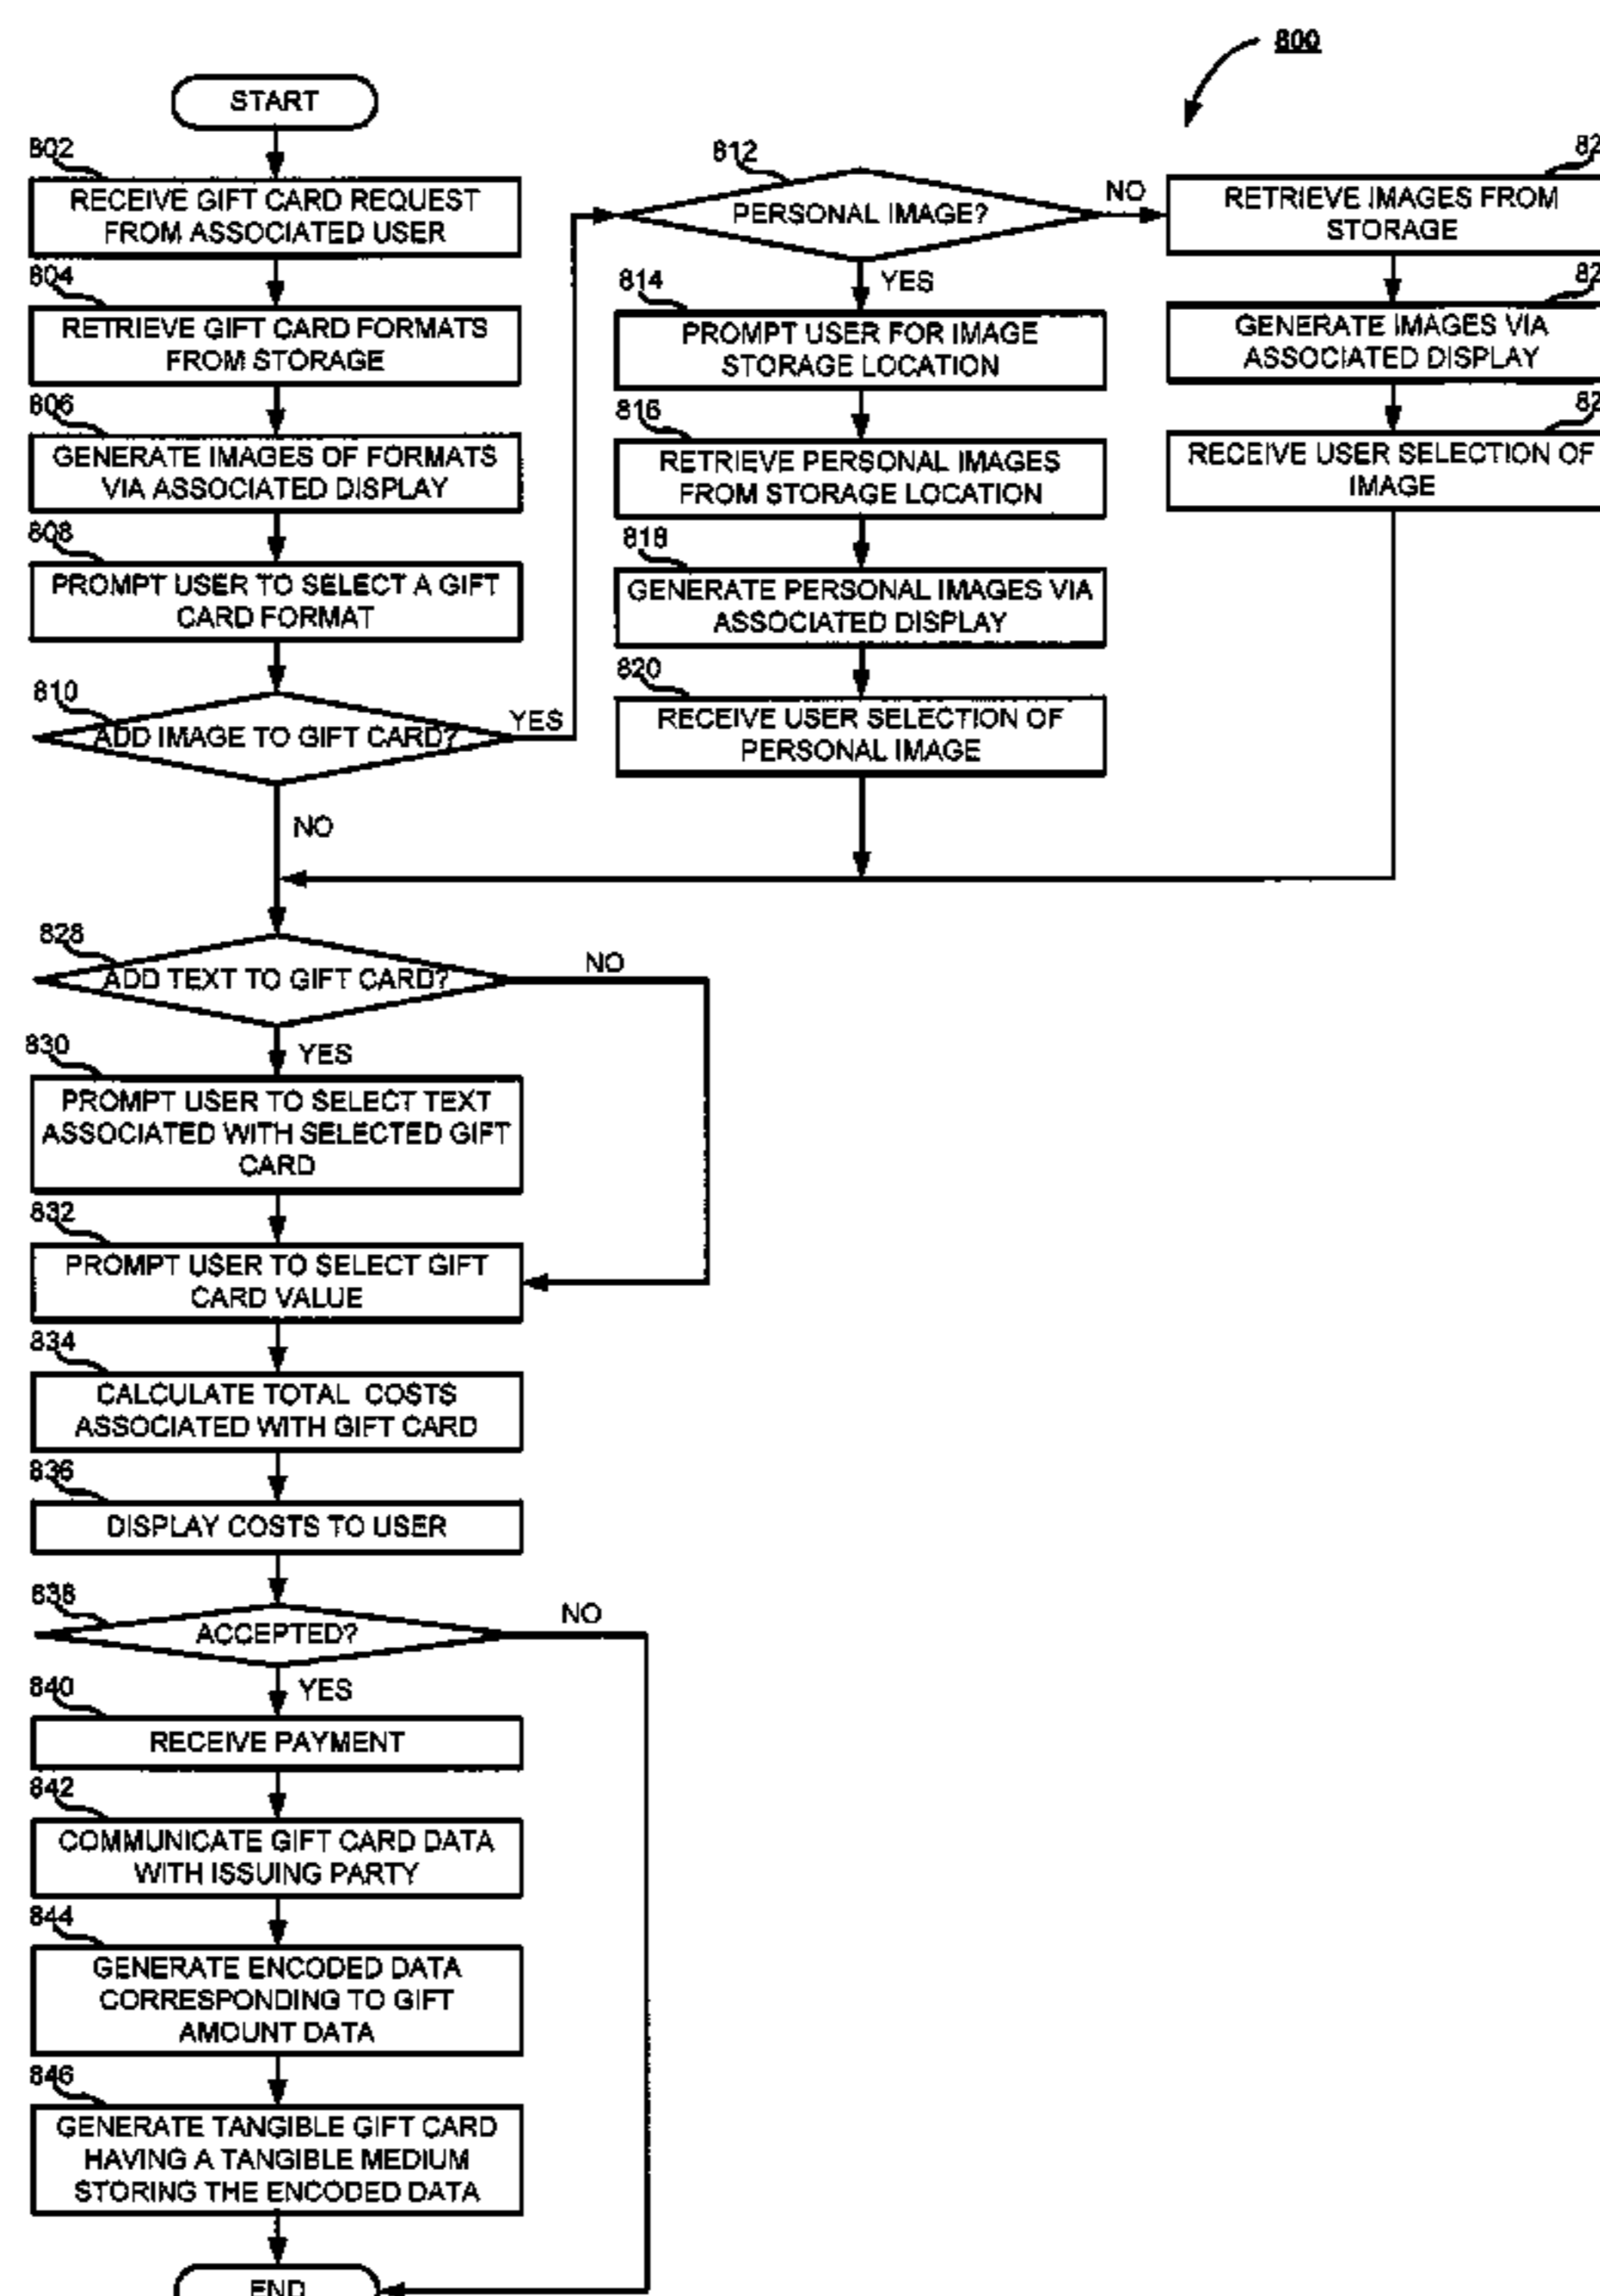 800
START
802
RECEIVE GIFT CARD REQUEST
FROM ASSOCIATED USER
804
RETRIEVE GIFT CARD FORMATS
FROM STORAGE
806
GENERATE IMAGES OF FORMATS
VIA ASSOCIATED DISPLAY
808
PROMPT USER TO SELECT A GIFT
CARD FORMAT
810
ADD IMAGE TO GIFT CARD?
YES
NO
812
PERSONAL IMAGE?
NO
YES
814
PROMPT USER FOR IMAGE
STORAGE LOCATION
816
RETRIEVE PERSONAL IMAGES
FROM STORAGE LOCATION
818
GENERATE PERSONAL IMAGES VIA
ASSOCIATED DISPLAY
820
RECEIVE USER SELECTION OF
PERSONAL IMAGE
RETRIEVE IMAGES FROM
STORAGE
GENERATE IMAGES VIA
ASSOCIATED DISPLAY
RECEIVE USER SELECTION OF
IMAGE
828
ADD TEXT TO GIFT CARD?
NO
YES
830
PROMPT USER TO SELECT TEXT
ASSOCIATED WITH SELECTED GIFT
CARD
832
PROMPT USER TO SELECT GIFT
CARD VALUE
834
CALCULATE TOTAL COSTS
ASSOCIATED WITH GIFT CARD
836
DISPLAY COSTS TO USER
838
ACCEPTED?
NO
YES
840
RECEIVE PAYMENT
842
COMMUNICATE GIFT CARD DATA
WITH ISSUING PARTY
844
GENERATE ENCODED DATA
CORRESPONDING TO GIFT
AMOUNT DATA
846
GENERATE TANGIBLE GIFT CARD
HAVING A TANGIBLE MEDIUM
STORING THE ENCODED DATA
END